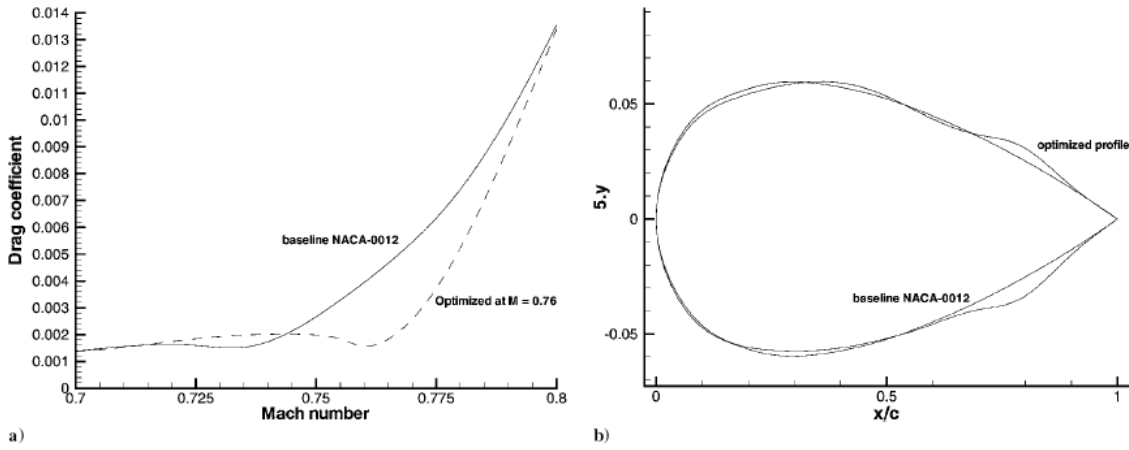 0.014
0.013
0.012
0.011
0.01
0.009
0.008
0.007
0.006
0.005
0.004
0.003
0.002
0.001
0
Drag coefficient
baseline NACA-0012
Optimized at M = 0.76
0.7
0.725
0.75
0.775
0.8
Mach number
a)
0.05
0
-0.05
5.y
optimized profile
baseline NACA-0012
0
0.5
1
x/c
b)